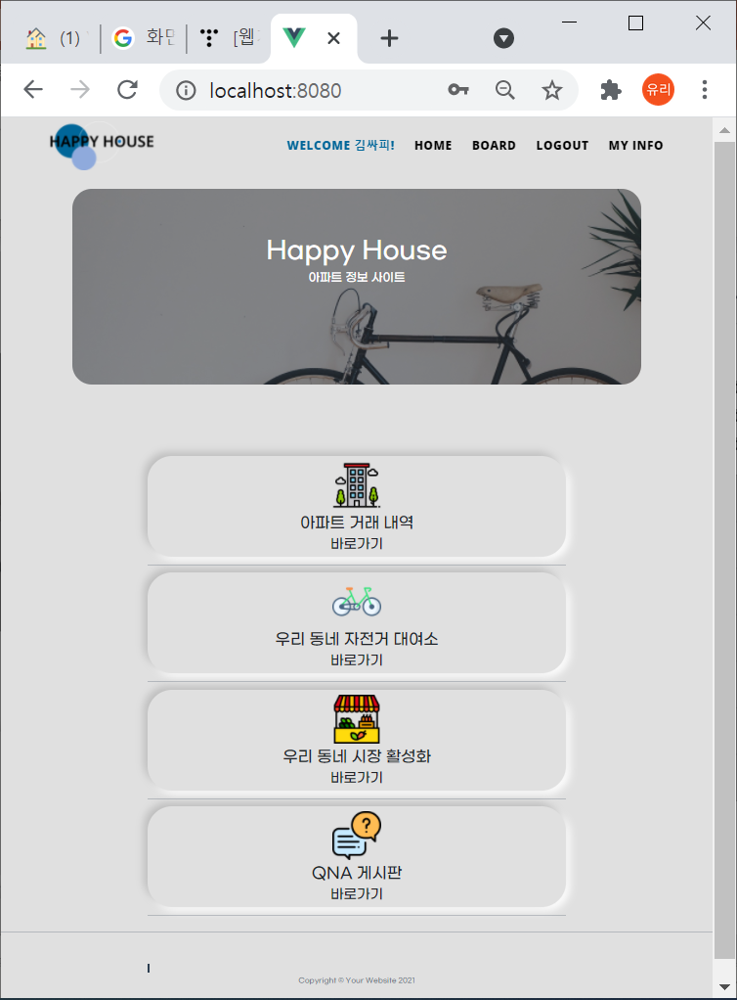 (1)
화면
[웹
localhost:8080
유리
HAPPY HOUSE
WELCOME 김싸피! HOME BOARD LOGOUT MY INFO
Happy House
아파트 정보 사이트
아파트 거래 내역
바로가기
우리 동네 자전거 대여소
바로가기
우리 동네 시장 활성화
바로가기
?
QNA 게시판
바로가기
Copyright © Your Website 2021